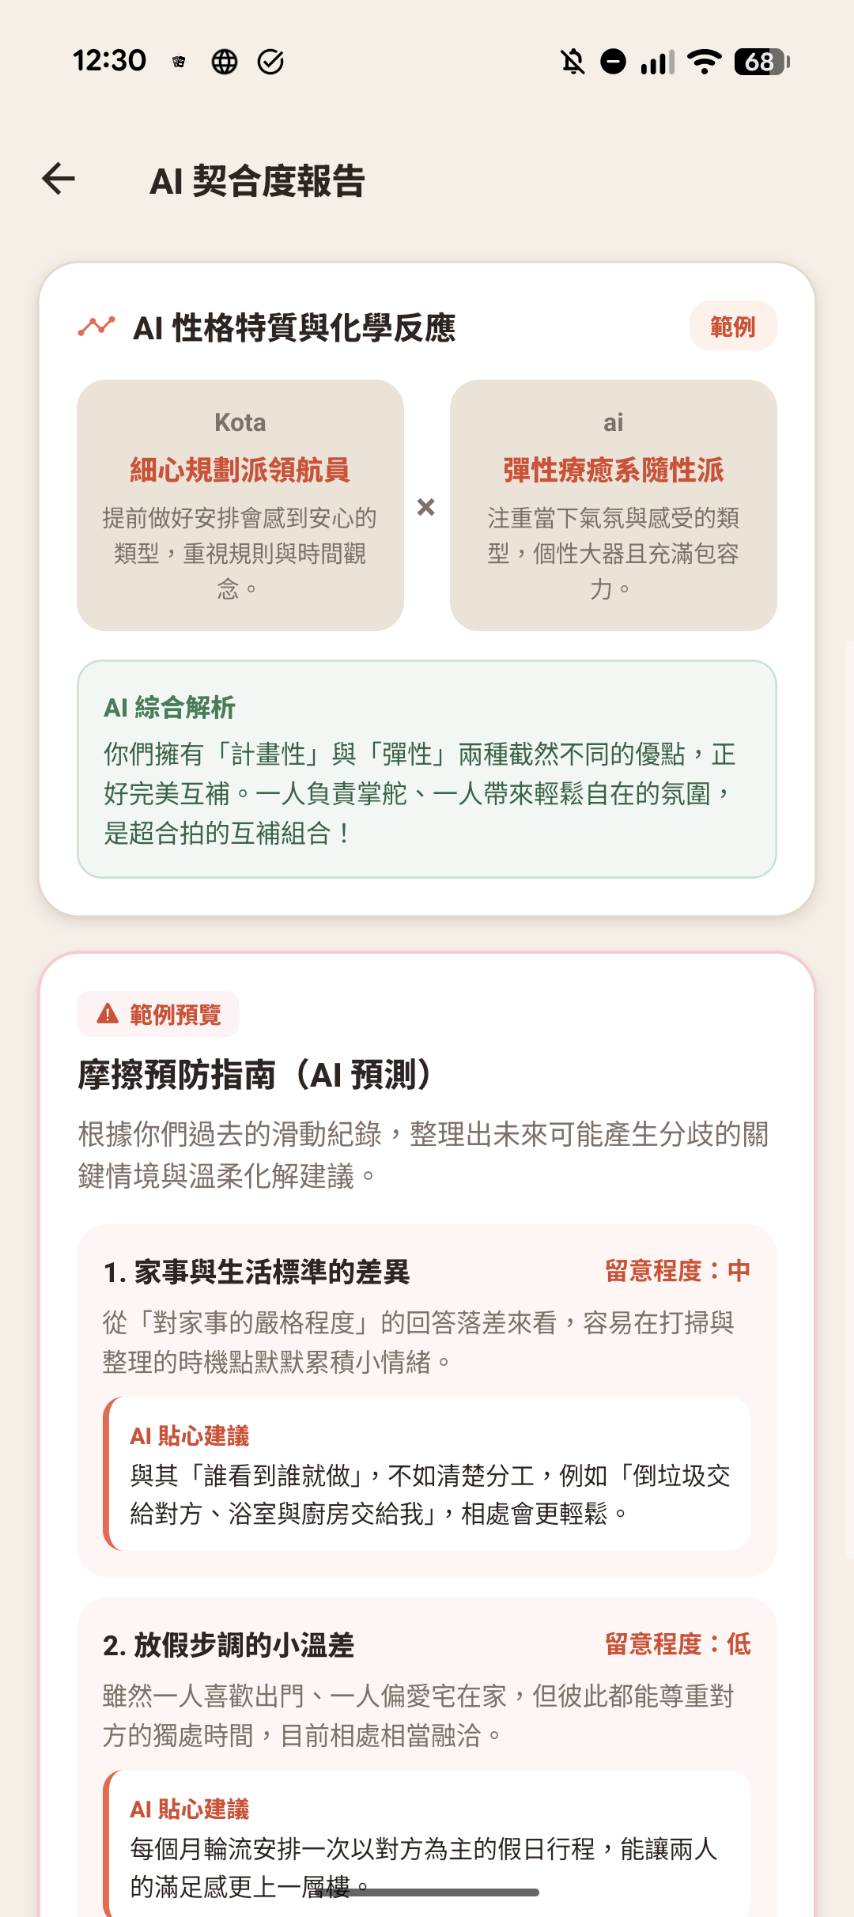 12:30
68
AI 契合度報告
AI 性格特質與化學反應
範例
Kota
細心規劃派領航員
提前做好安排會感到安心的
類型，重視規則與時間觀
念。
×
ai
彈性療癒系隨性派
注重當下氣氛與感受的類
型，個性大器且充滿包容
力。
AI 綜合解析
你們擁有「計畫性」與「彈性」兩種截然不同的優點，正
好完美互補。一人負責掌舵、一人帶來輕鬆自在的氛圍，
是超合拍的互補組合！
範例預覽
摩擦預防指南（AI 預測）
根據你們過去的滑動紀錄，整理出未來可能產生分歧的關
鍵情境與溫柔化解建議。
1. 家事與生活標準的差異
留意程度：中
從「對家事的嚴格程度」的回答落差來看，容易在打掃與
整理的時機點默默累積小情緒。
AI 貼心建議
與其「誰看到誰就做」，不如清楚分工，例如「倒垃圾交
給對方、浴室與廚房交給我」，相處會更輕鬆。
2. 放假步調的小溫差
留意程度：低
雖然一人喜歡出門、一人偏愛宅在家，但彼此都能尊重對
方的獨處時間，目前相處相當融洽。
AI 貼心建議
每個月輪流安排一次以對方為主的假日行程，能讓兩人
的滿足感更上一層樓。